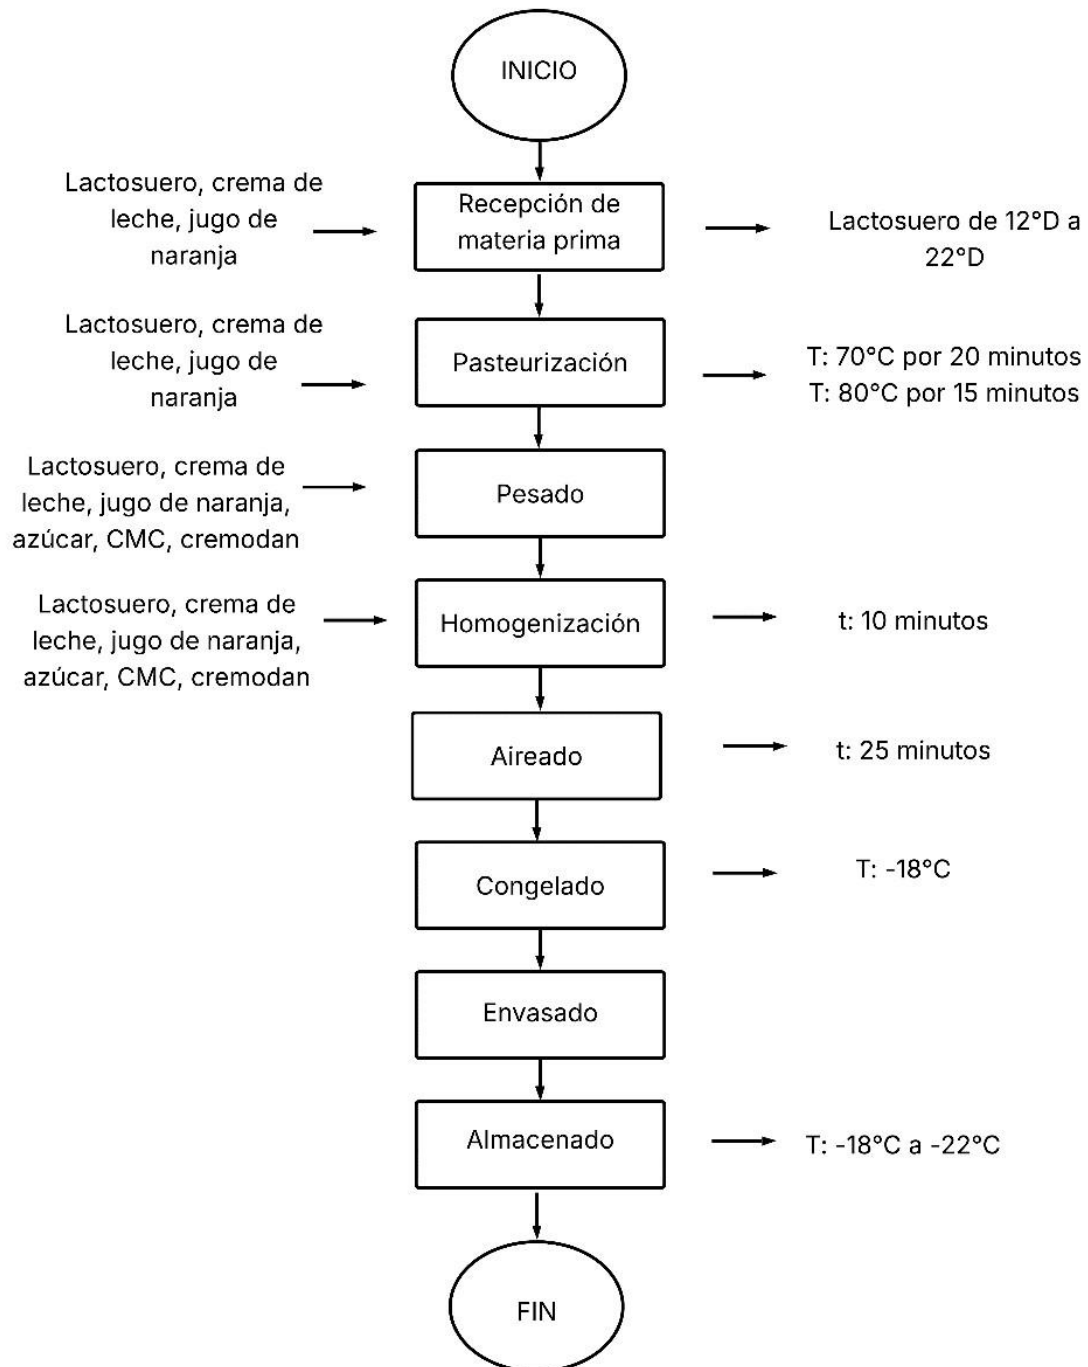 INICIO
Lactosuero, crema de
leche, jugo de
naranja
Recepción de
materia prima
Lactosuero de 12°D a
22°D
Lactosuero, crema de
leche, jugo de
naranja
Pasteurización
T: 70°C por 20 minutos
T: 80°C por 15 minutos
Lactosuero, crema de
leche, jugo de naranja,
azúcar, CMC, cremodan
Pesado
Lactosuero, crema de
leche, jugo de naranja,
azúcar, CMC, cremodan
Homogenización
t: 10 minutos
Aireado
t: 25 minutos
Congelado
T: -18°C
Envasado
Almacenado
T: -18°C a -22°C
FIN